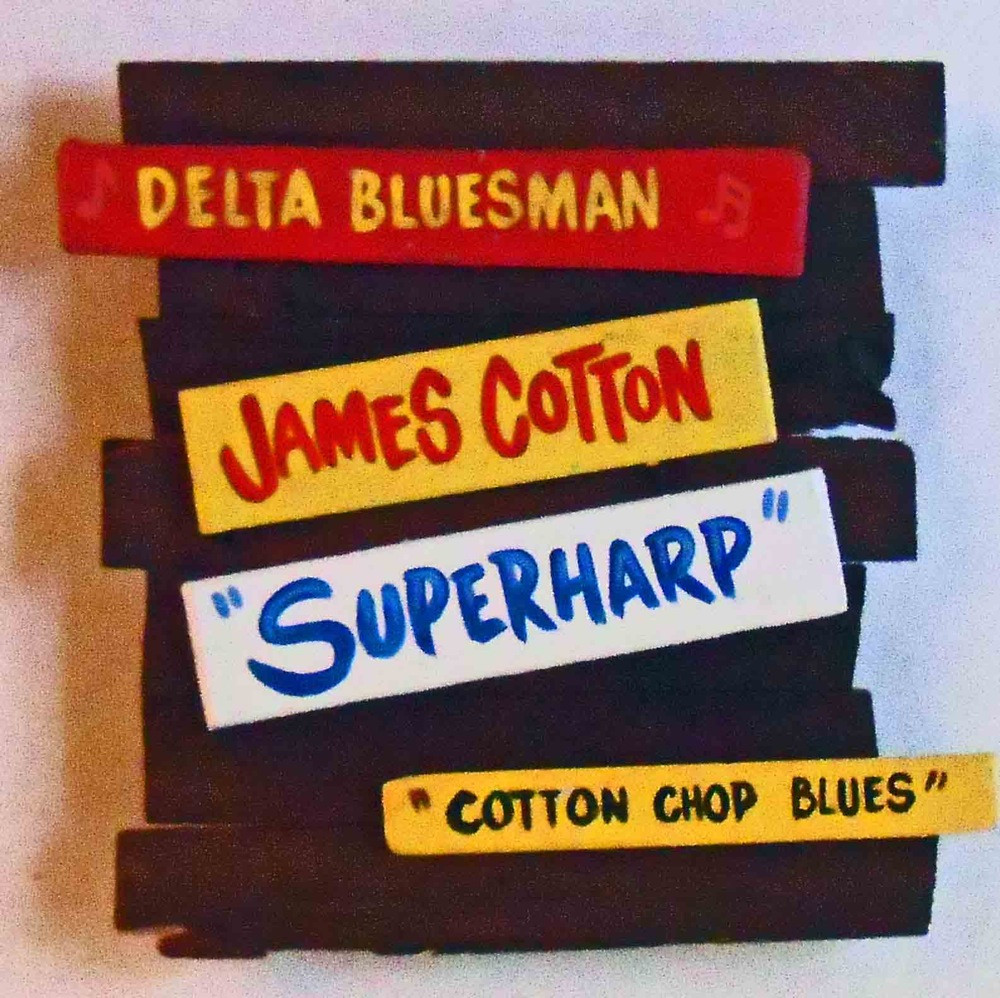 DELTA BLUESMAN
JAMES COTTON
"SUPERHARP"
"COTTON CHOP BLUES"